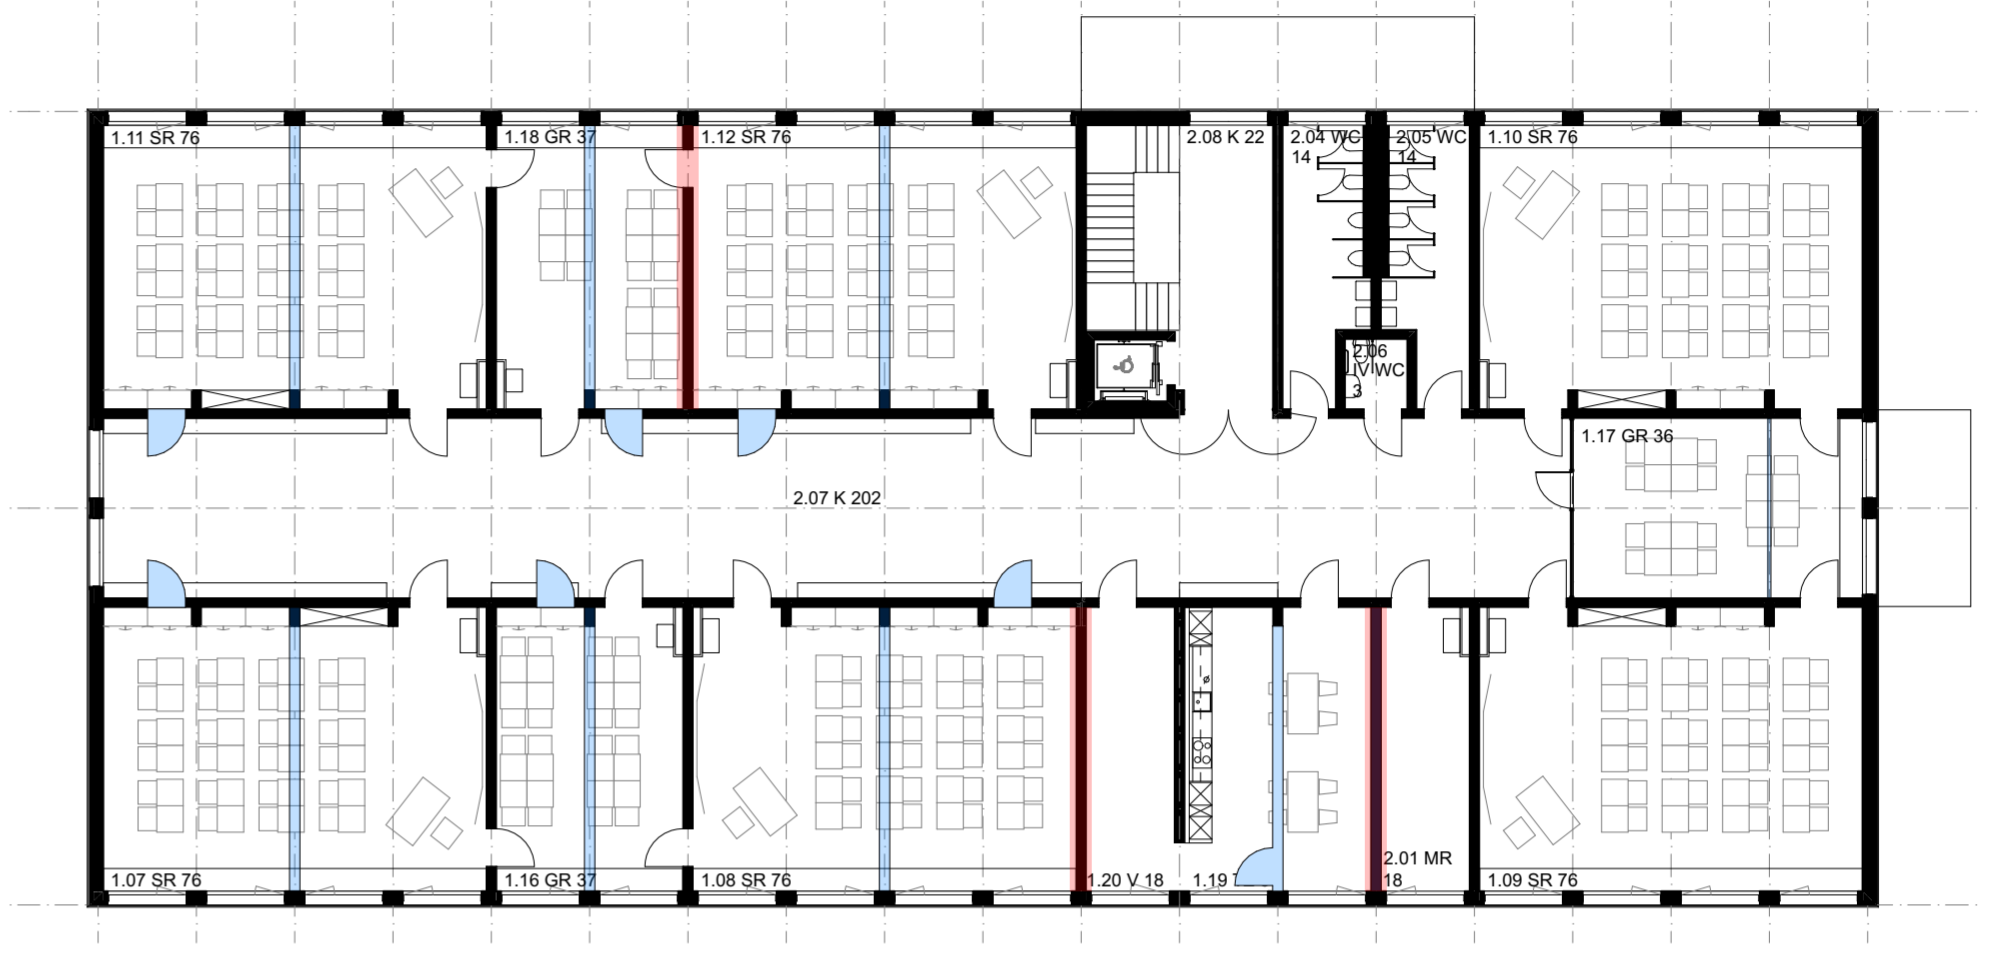 1.11 SR 76
1.18 GR 37
1.12 SR 76
2.08 K 22
2.04 WC
14
2.05 WC
14
1.10 SR 76
2.06
IV WC
3
1.17 GR 36
2.07 K 202
1.07 SR 76
1.16 GR 37
1.08 SR 76
1.20 V 18
1.19
2.01 MR
18
1.09 SR 76